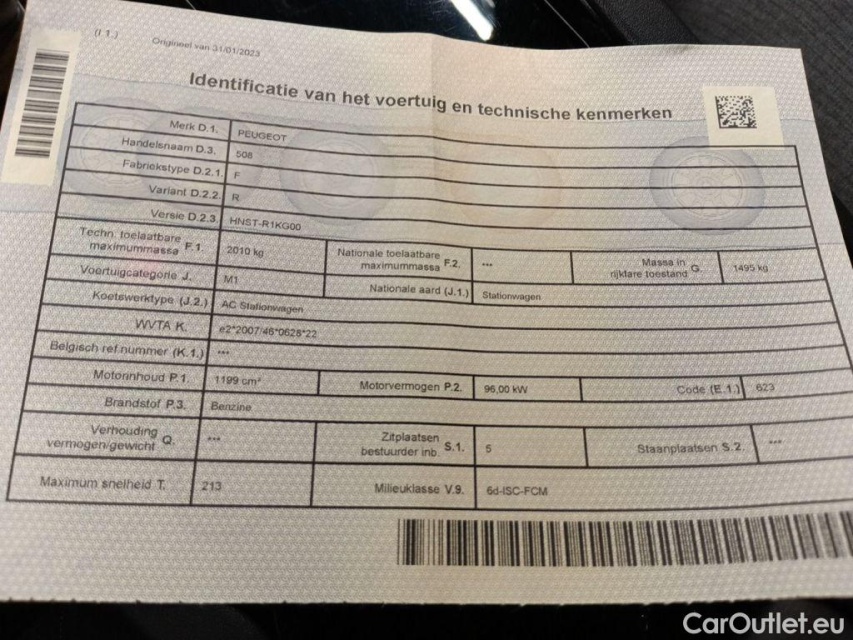 (I 1.)
Origineel van 31/01/2023
Identificatie van het voertuig en technische kenmerken
Merk D.1. PEUGEOT
Handelsnaam D.3. 508
Fabriekstype D.2.1. F
Variant D.2.2. R
Versie D.2.3. HNST-R1KG00
Techn. toelaatbare maximummassa F.1. 2010 kg Nationale toelaatbare maximummassa F.2. *** Massa in rijklare toestand G. 1495 kg
Voertuigcategorie J. M1 Nationale aard (J.1.) Stationwagen
Koetswerktype (J.2.) AC Stationwagen
WVTA K. e2*2007/46*0625*22
Belgisch ref.nummer (K.1.) ***
Motorinhoud P.1. 1199 cm³ Motorvermogen P.2. 96,00 kW Code (E.1.) 623
Brandstof P.3. Benzine
Verhouding vermogen/gewicht Q. *** Zitplaatsen bestuurder inb. S.1. 5 Staanplaatsen S.2. ***
Maximum snelheid T. 213 Milieuklasse V.9. 6d-ISC-FCM
CarOutlet.eu